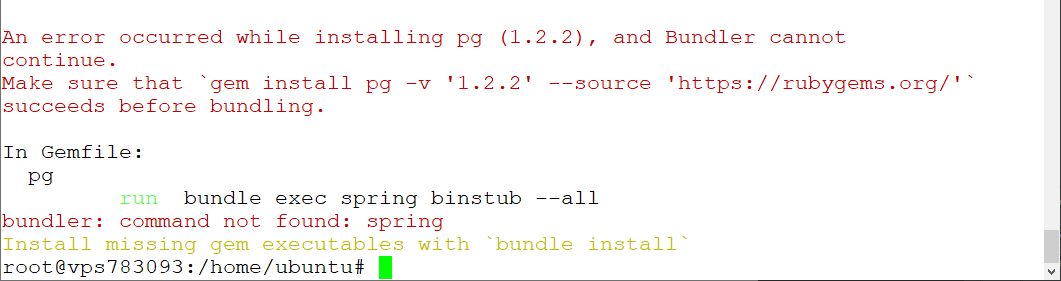 An error occurred while installing pg (1.2.2), and Bundler cannot
continue.
Make sure that `gem install pg -v '1.2.2' --source 'https://rubygems.org/'`
succeeds before bundling.
In Gemfile:
pg
run bundle exec spring binstub --all
bundler: command not found: spring
Install missing gem executables with `bundle install`
root@vps783093:/home/ubuntu#